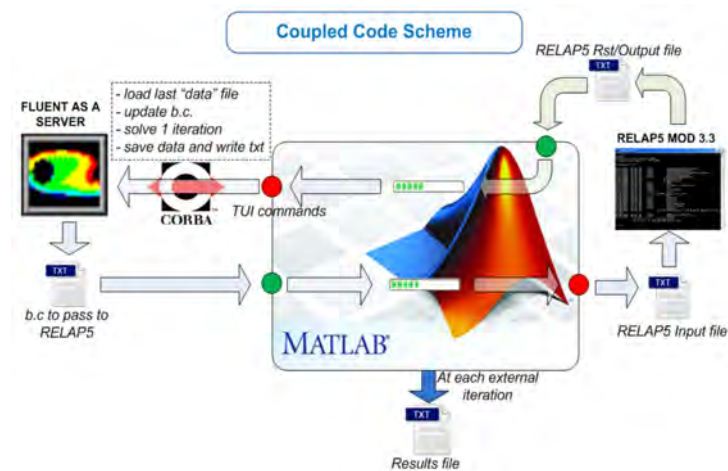 Coupled Code Scheme
RELAP5 Rst/Output file
TXT
- load last "data" file
- update b.c.
- solve 1 iteration
- save data and write txt
FLUENT AS A
SERVER
RELAP5 MOD 3.3
CORBA
TM
TUI commands
TXT
b.c to pass to
RELAP5
TXT
RELAP5 Input file
MATLAB®
At each external
iteration
TXT
Results file